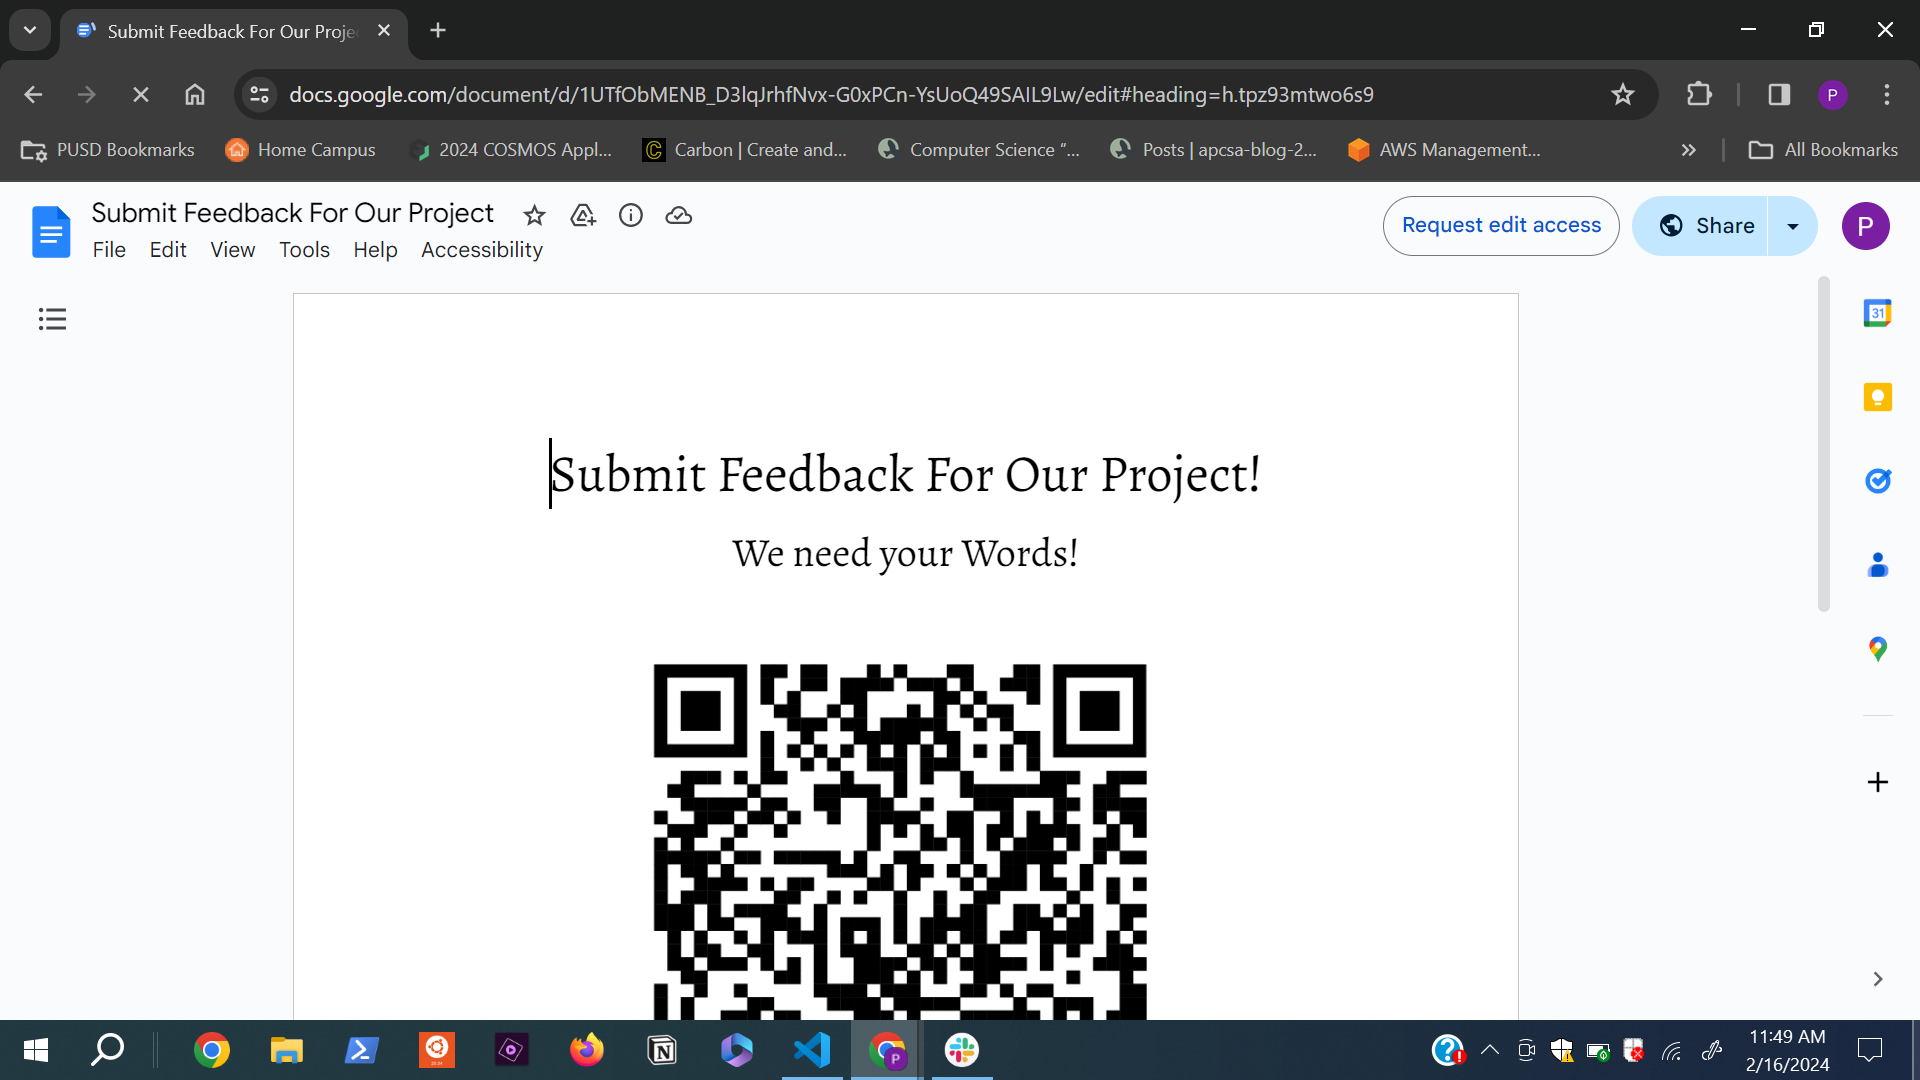 Submit Feedback For Our Proje
docs.google.com/document/d/1UTfObMENB_D3lqJrhfNvx-G0xPCn-YsUoQ49SAIL9Lw/edit#heading=h.tpz93mtwo6s9
P
PUSD Bookmarks
Home Campus
2024 COSMOS Appl...
Carbon | Create and...
Computer Science “...
Posts | apcsa-blog-2...
AWS Management...
All Bookmarks
Submit Feedback For Our Project
Request edit access
Share
P
File Edit View Tools Help Accessibility
31
Submit Feedback For Our Project!
We need your Words!
11:49 AM
2/16/2024